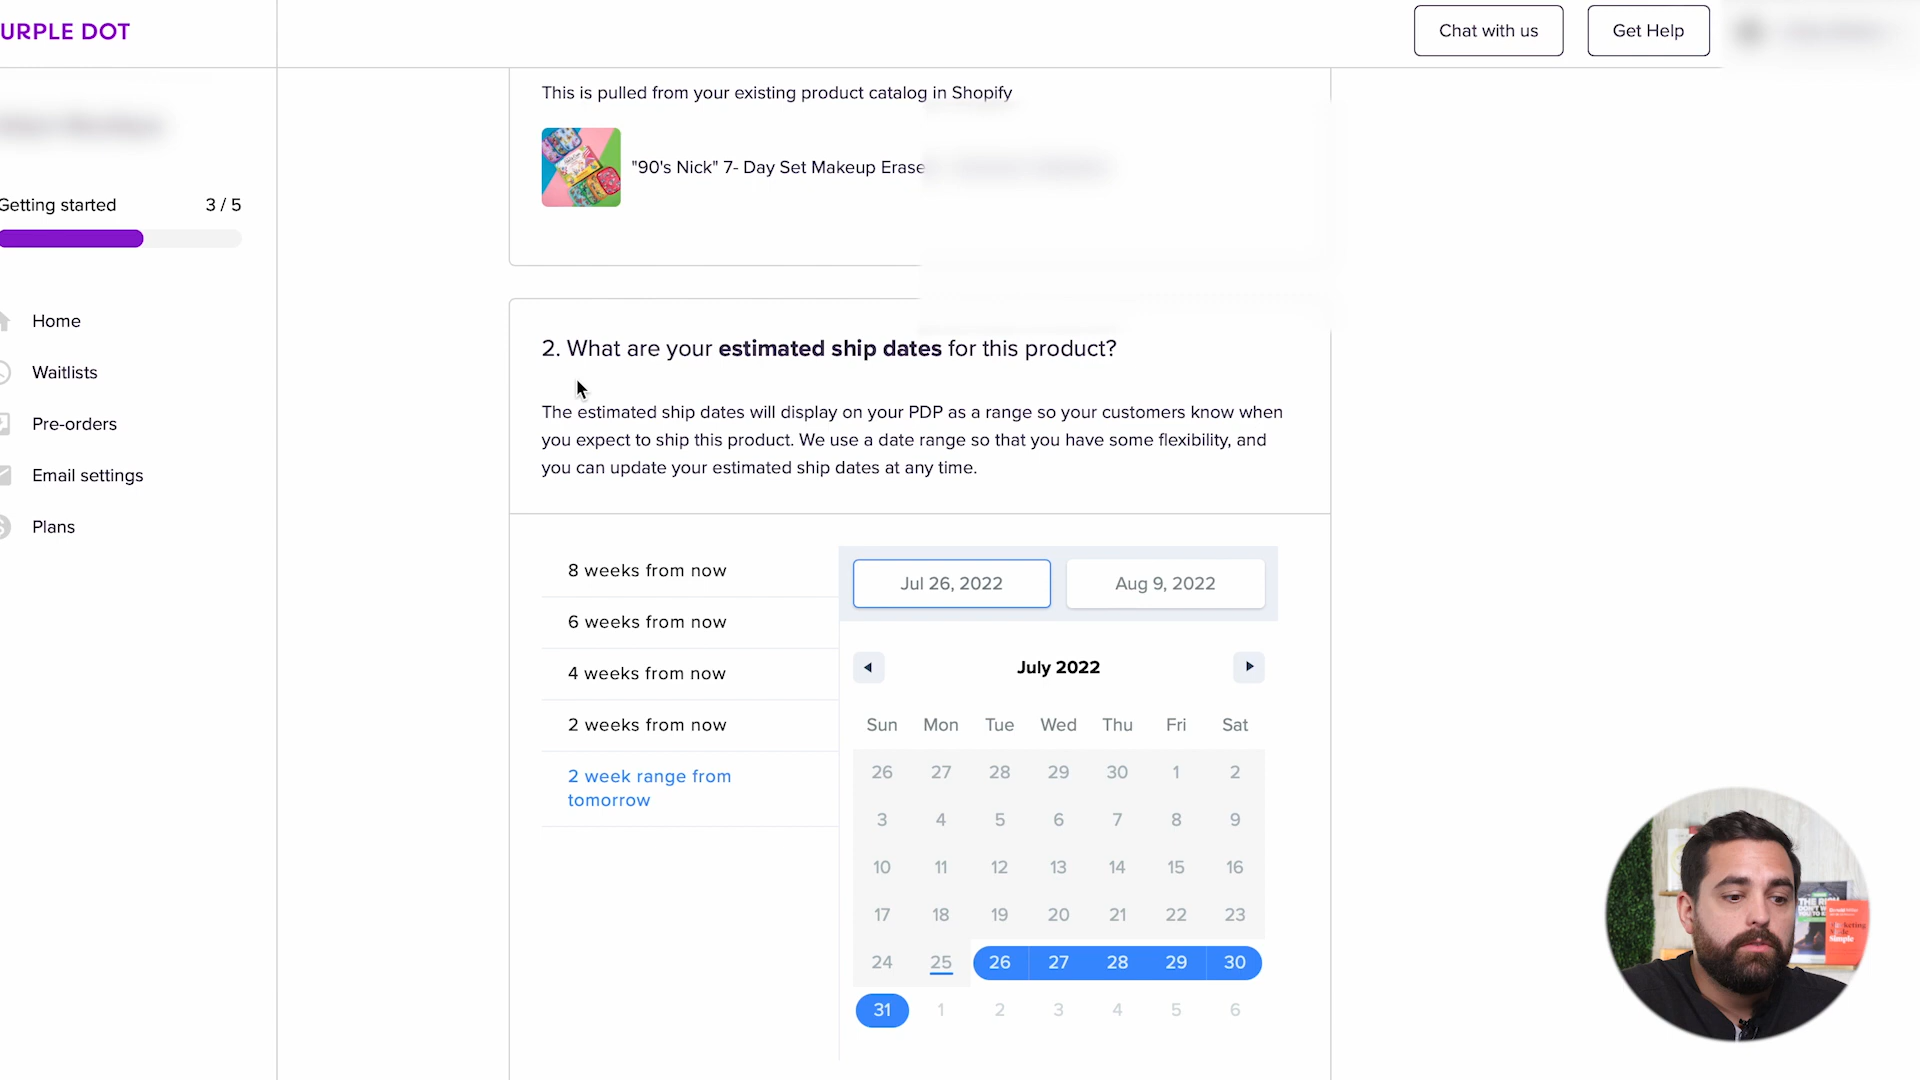 URPLE DOT
Chat with us
Get Help
Getting started 3 / 5
Home
Waitlists
Pre-orders
Email settings
Plans
This is pulled from your existing product catalog in Shopify
"90's Nick" 7- Day Set Makeup Erase
2. What are your estimated ship dates for this product?
The estimated ship dates will display on your PDP as a range so your customers know when
you expect to ship this product. We use a date range so that you have some flexibility, and
you can update your estimated ship dates at any time.
8 weeks from now
6 weeks from now
4 weeks from now
2 weeks from now
2 week range from
tomorrow
Jul 26, 2022 Aug 9, 2022
July 2022
Sun Mon Tue Wed Thu Fri Sat
26 27 28 29 30 1 2
3 4 5 6 7 8 9
10 11 12 13 14 15 16
17 18 19 20 21 22 23
24 25 26 27 28 29 30
31 1 2 3 4 5 6